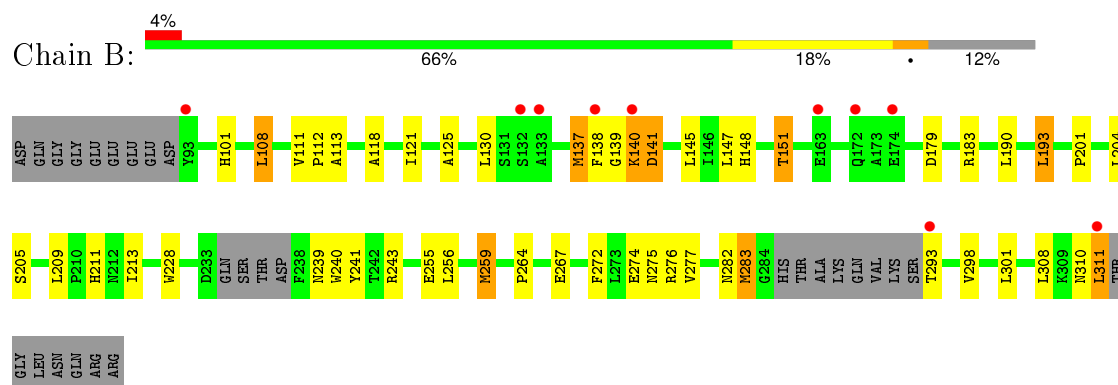 4%
Chain B:
66% 18% • 12%
ASP GLN GLY GLY GLU GLU GLU GLU ASP Y93 H101 L108 V111 P112 A113 A118 I121 A125 L130 S131 S132 A133 M137 F138 G139 K140 D141 L145 I146 L147 H148 T151 E163 Q172 A173 E174 D179 R183 L190 L193 P201 L204
S205 L209 P210 H211 N212 I213 W228 D233 GLN SER THR ASP F238 N239 W240 Y241 T242 R243 E255 L256 M259 P264 E267 F272 L273 E274 N275 R276 V277 N282 M283 G284 HIS THR ALA LYS GLN VAL LYS SER T293 V298 L301 L308 K309 N310 L311 THR
GLY LEU ASN GLN ARG ARG